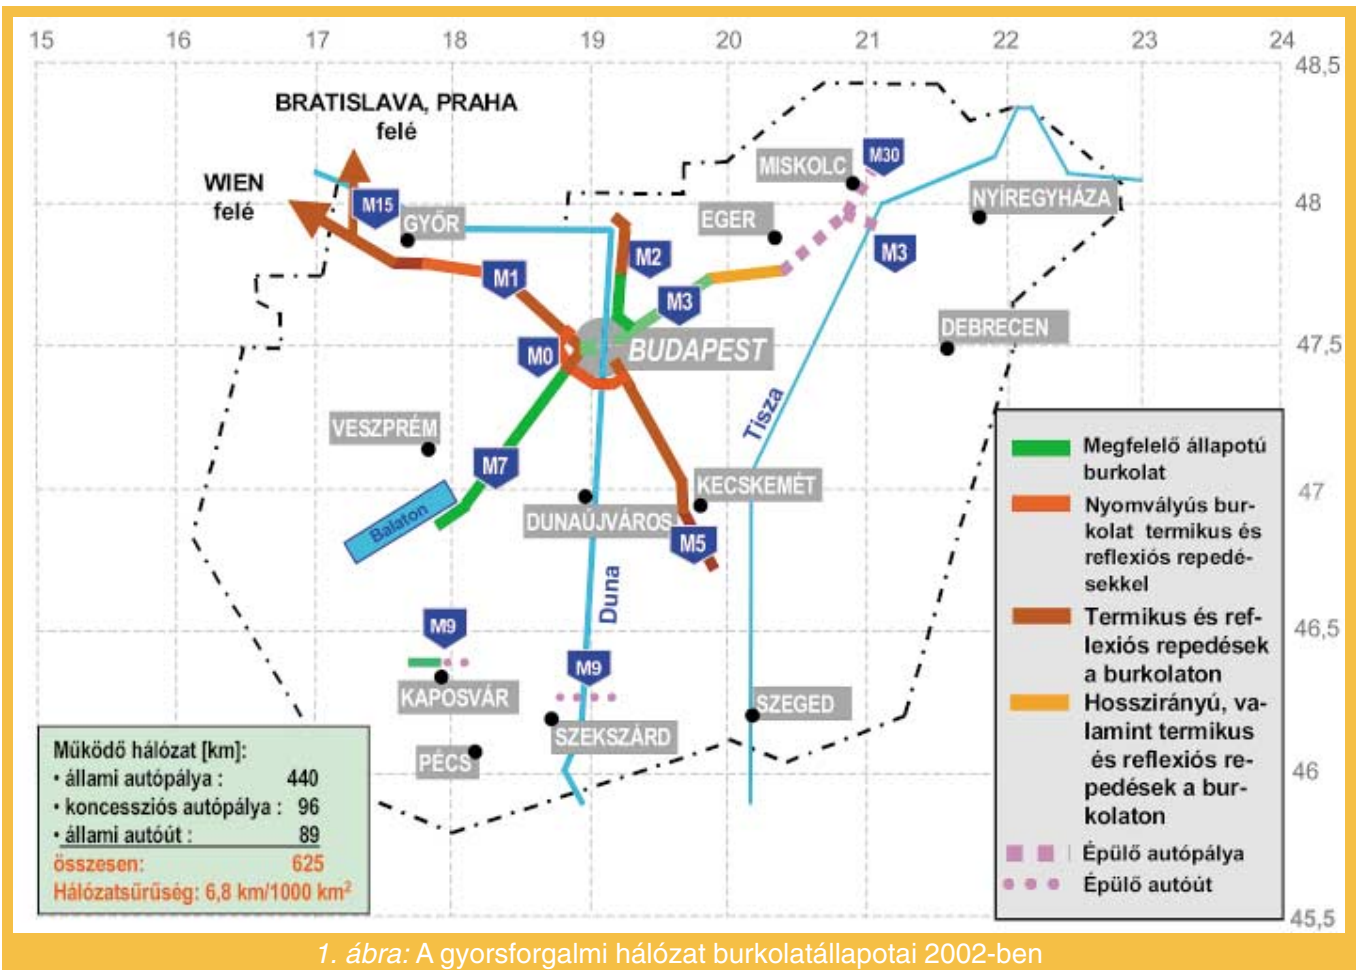 15 16 17 18 19 20 21 22 23 24
48,5
48
47,5
47
46,5
46
45,5
BRATISLAVA, PRAHA
felé
WIEN
felé
M15
GYŐR
M1
M2
M3
M0
BUDAPEST
EGER
MISKOLC
M30
M3
NYÍREGYHÁZA
DEBRECEN
Tisza
VESZPRÉM
M7
Balaton
KECSKEMÉT
DUNAÚJVÁROS
M5
Duna
M9
KAPOSVÁR
M9
SZEKSZÁRD
PÉCS
SZEGED
Megfelelő állapotú
burkolat
Nyomvályús bur-
kolat termikus és
reflexiós repedé-
sekkel
Termikus és ref-
lexiós repedések
a burkolaton
Hosszirányú, va-
lamint termikus
és reflexiós re-
pedések a bur-
kolaton
Épülő autópálya
Épülő autóút
Működő hálózat [km]:
• állami autópálya : 440
• koncessziós autópálya : 96
• állami autóút : 89
összesen: 625
Hálózatsűrűség: 6,8 km/1000 km²
1. ábra: A gyorsforgalmi hálózat burkolatállapotai 2002-ben